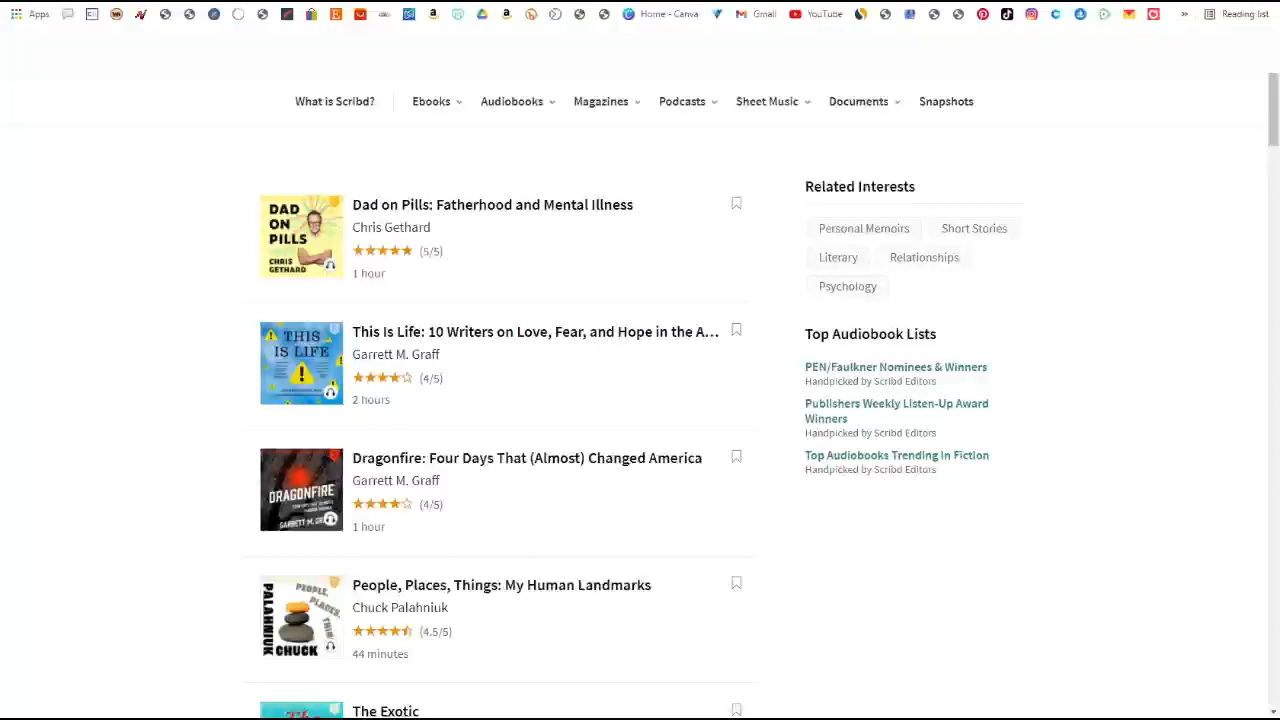 Apps
Home - Canva
Gmail
YouTube
»
Reading list
What is Scribd?
Ebooks
Audiobooks
Magazines
Podcasts
Sheet Music
Documents
Snapshots
DAD
ON
PILLS
CHRIS
GETHARD
Dad on Pills: Fatherhood and Mental Illness
Chris Gethard
(5/5)
1 hour
THIS
IS LIFE
This Is Life: 10 Writers on Love, Fear, and Hope in the A...
Garrett M. Graff
(4/5)
2 hours
DRAGONFIRE
Dragonfire: Four Days That (Almost) Changed America
Garrett M. Graff
(4/5)
1 hour
PALAHNIUK
CHUCK
PEOPLE,
PLACES,
People, Places, Things: My Human Landmarks
Chuck Palahniuk
(4.5/5)
44 minutes
The Exotic
Related Interests
Personal Memoirs
Short Stories
Literary
Relationships
Psychology
Top Audiobook Lists
PEN/Faulkner Nominees & Winners
Handpicked by Scribd Editors
Publishers Weekly Listen-Up Award
Winners
Handpicked by Scribd Editors
Top Audiobooks Trending in Fiction
Handpicked by Scribd Editors